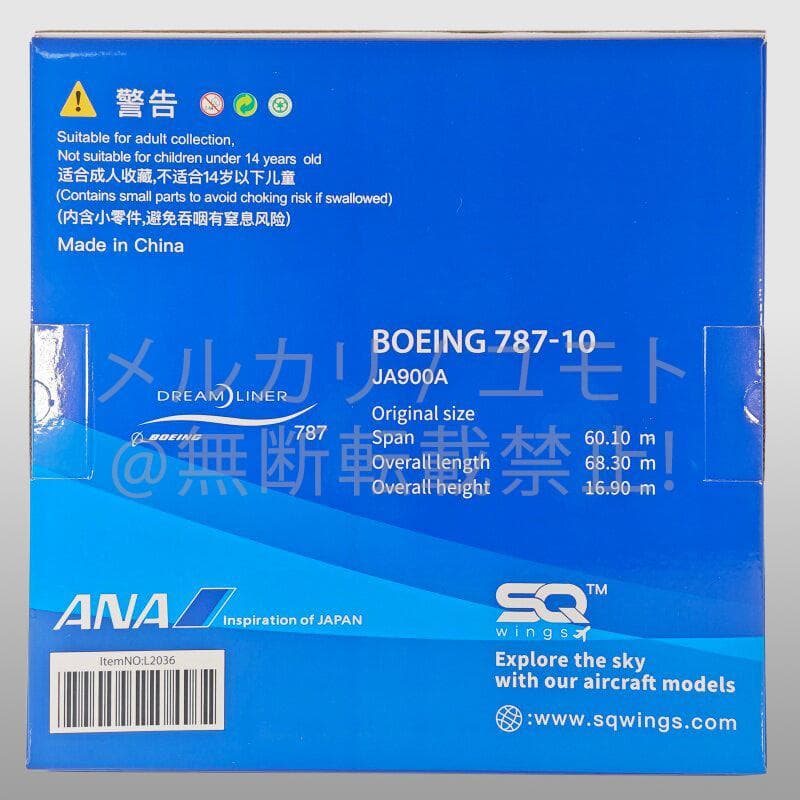 警告
Suitable for adult collection,
Not suitable for children under 14 years old
适合成人收藏,不适合14岁以下儿童
(Contains small parts to avoid choking risk if swallowed)
(内含小零件,避免吞咽有窒息风险)
Made in China
BOEING 787-10
JA900A
メルカリ/ユモト
DREAMLINER
Original size
BOEING
787
Span 60.10 m
Overall length 68.30 m
@無断転載禁止!
Overall height 16.90 m
ANA Inspiration of JAPAN
SQ™
wings
ItemNO:L2036
Explore the sky
with our aircraft models
:www.sqwings.com